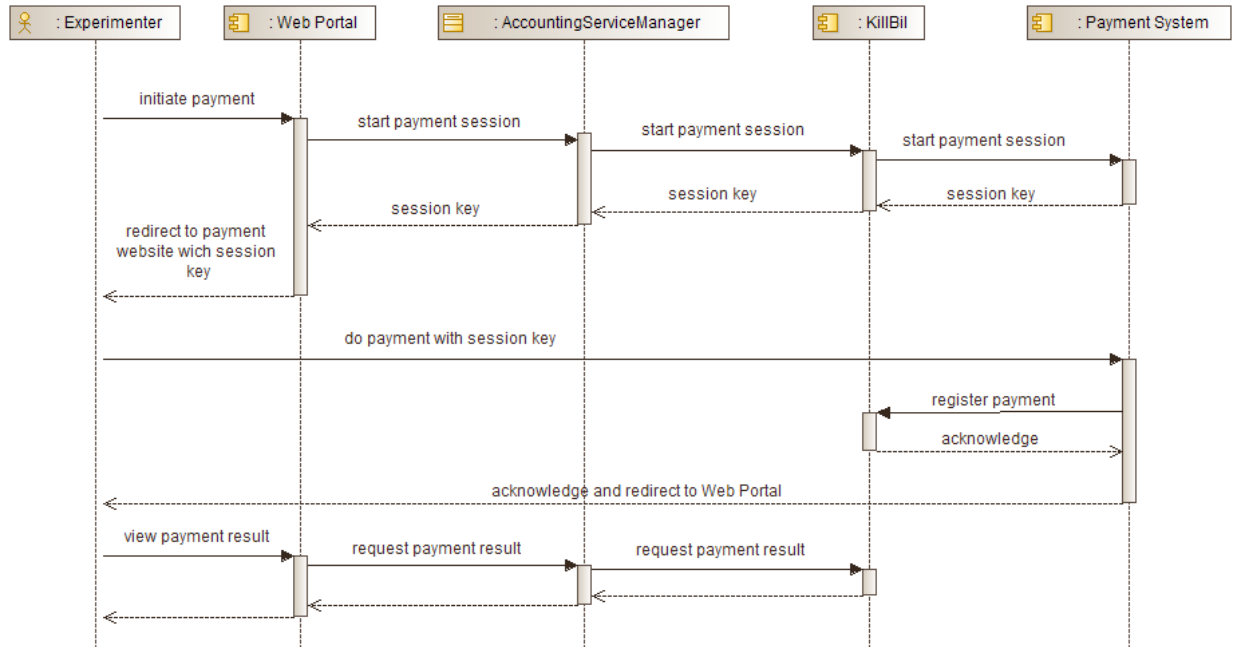 : Experimenter
: Web Portal
: AccountingServiceManager
: KillBil
: Payment System
initiate payment
start payment session
start payment session
start payment session
session key
session key
session key
redirect to payment
website wich session
key
do payment with session key
register payment
acknowledge
acknowledge and redirect to Web Portal
view payment result
request payment result
request payment result